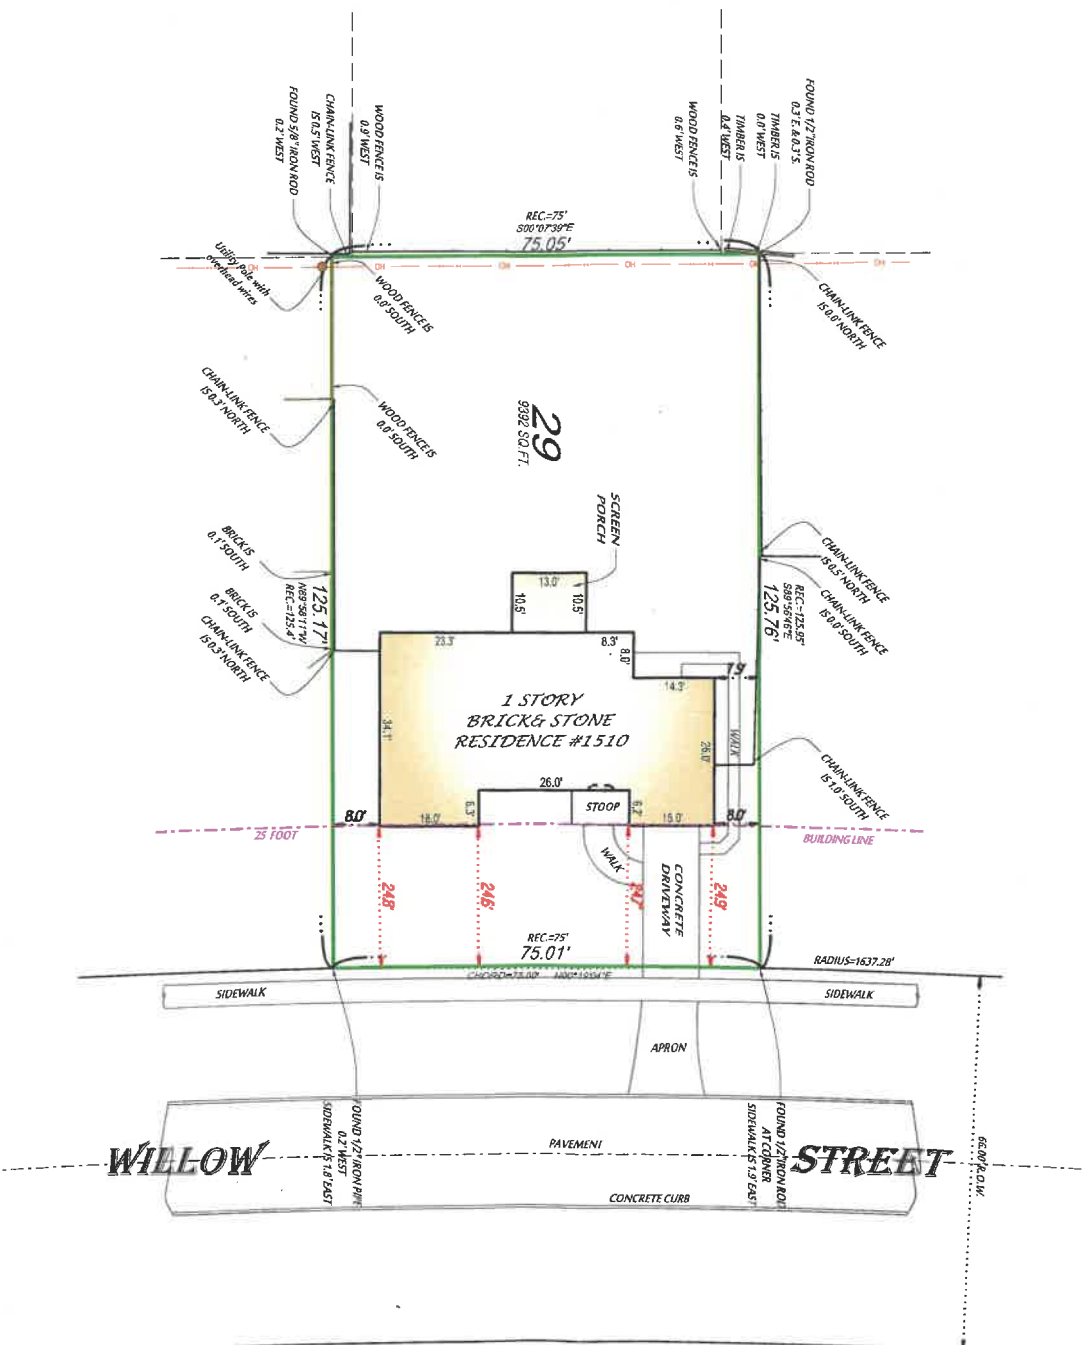 FOUND 5/8" IRON ROD
0.2' WEST
CHAIN-LINK FENCE
IS 0.5' WEST
WOOD FENCE IS
0.9' WEST
WOOD FENCE IS
0.6' WEST
TIMBER IS
0.4' WEST
TIMBER IS
0.0' WEST
FOUND 1/2" IRON ROD
0.3' E. & 0.3' S.
REC.=75'
S00°07'39"E
75.05'
Utility Pole with
overhead wires
OH
OH
OH
OH
OH
OH
WOOD FENCE IS
0.0' SOUTH
CHAIN-LINK FENCE
IS 0.0' NORTH
CHAIN-LINK FENCE
IS 0.3' NORTH
WOOD FENCE IS
0.0' SOUTH
29
9392 SQ.FT.
SCREEN
PORCH
BRICK IS
0.1' SOUTH
BRICK IS
0.1' SOUTH
CHAIN-LINK FENCE
IS 0.3' NORTH
125.17'
N89°58'11"W
REC.=125.4'
CHAIN-LINK FENCE
IS 0.5' NORTH
CHAIN-LINK FENCE
IS 0.0' SOUTH
REC.=125.95'
S89°56'46"E
125.76'
13.0'
10.5'
10.5'
23.3'
8.3'
8.0'
7.9'
14.3'
1 STORY
BRICK & STONE
RESIDENCE #1510
34.1'
26.0'
WALK
CHAIN-LINK FENCE
IS 1.0' SOUTH
26.0'
6.3'
STOOP
6.2'
8.0'
18.0'
15.0'
8.0'
25 FOOT
BUILDING LINE
WALK
CONCRETE
DRIVEWAY
24.8'
24.6'
24.7'
24.9'
REC.=75'
75.01'
RADIUS=1637.28'
SIDEWALK
SIDEWALK
APRON
WILLOW STREET
PAVEMENT
CONCRETE CURB
FOUND 1/2" IRON PIPE
0.2' WEST
SIDEWALK IS 1.8' EAST
FOUND 1/2" IRON ROD
AT CORNER
SIDEWALK IS 1.9' EAST
66.00' R.O.W.